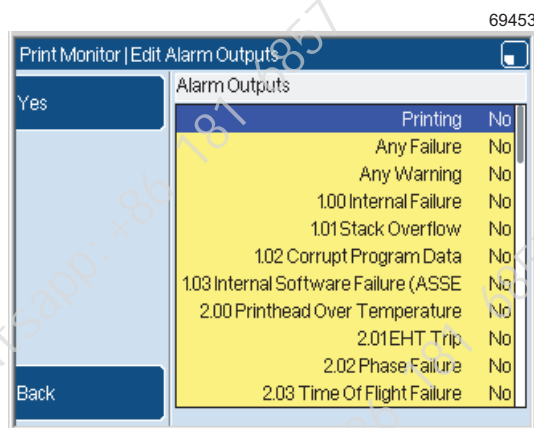 69453
Print Monitor | Edit Alarm Outputs
Yes
Alarm Outputs
Printing No
Any Failure No
Any Warning No
1.00 Internal Failure No
1.01 Stack Overflow No
1.02 Corrupt Program Data No
1.03 Internal Software Failure (ASSE No
2.00 Printhead Over Temperature No
2.01 EHT Trip No
2.02 Phase Failure No
2.03 Time Of Flight Failure No
Back